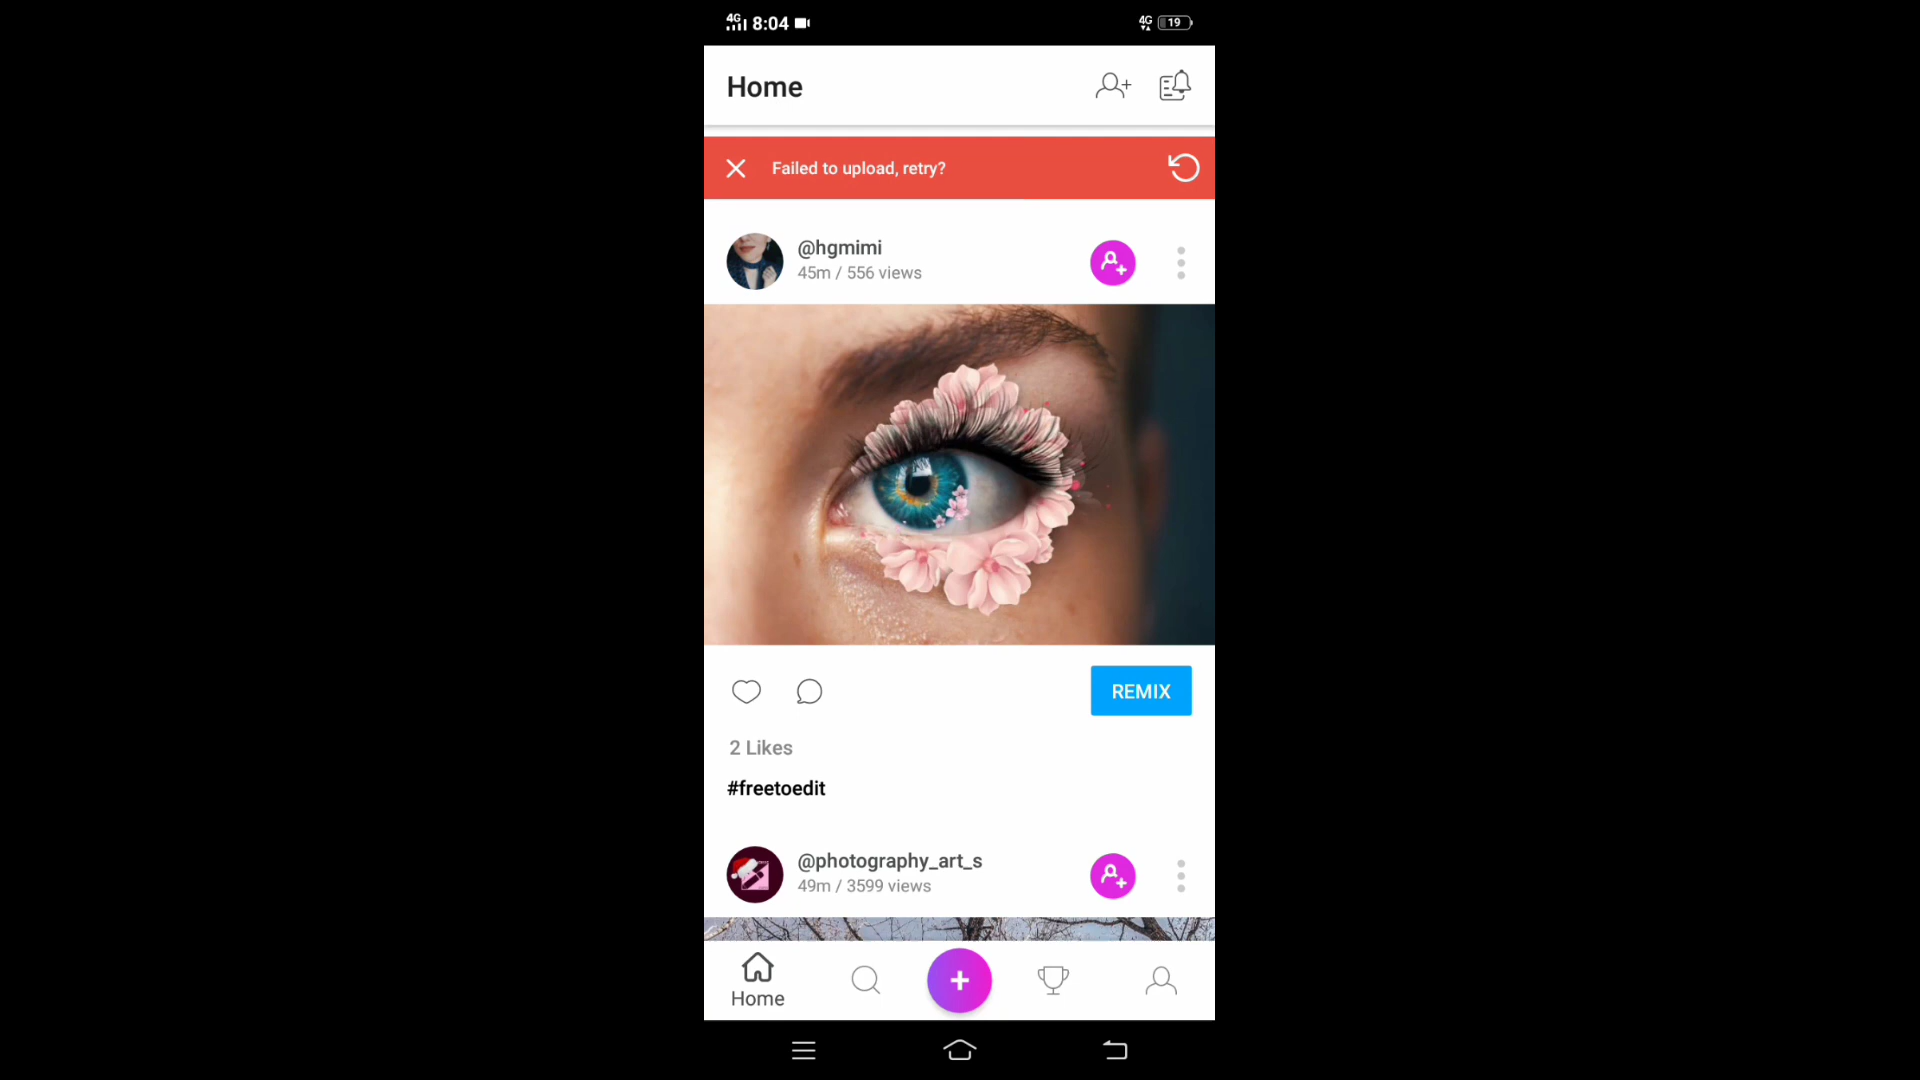 4G 8:04 4G 19
Home
Failed to upload, retry?
@hgmimi
45m / 556 views
REMIX
2 Likes
#freetoedit
@photography_art_s
49m / 3599 views
Home